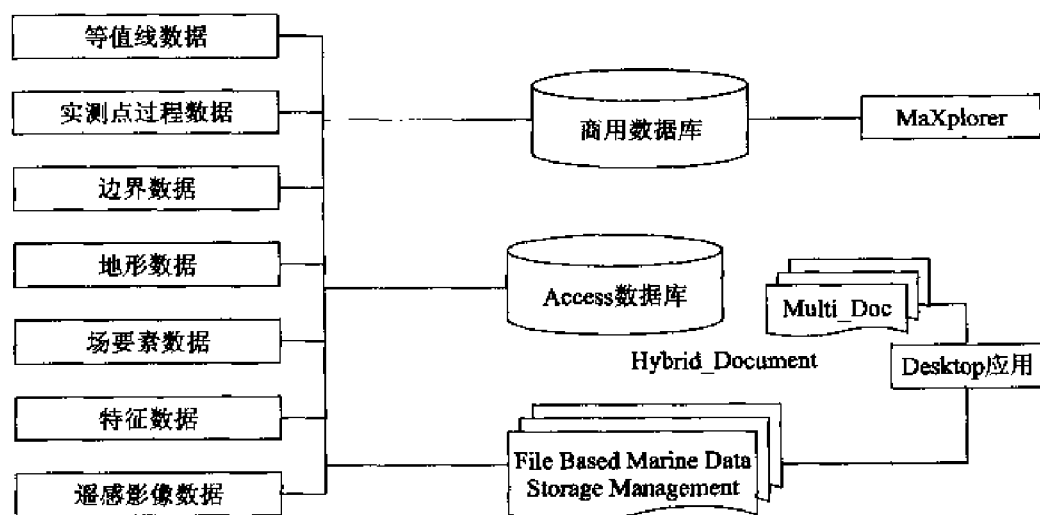 等值线数据
实测点过程数据
边界数据
地形数据
场要素数据
特征数据
遥感影像数据
商用数据库
MaXplorer
Access数据库
Multi_Doc
Hybrid_Document
Desktop应用
File Based Marine Data
Storage Management